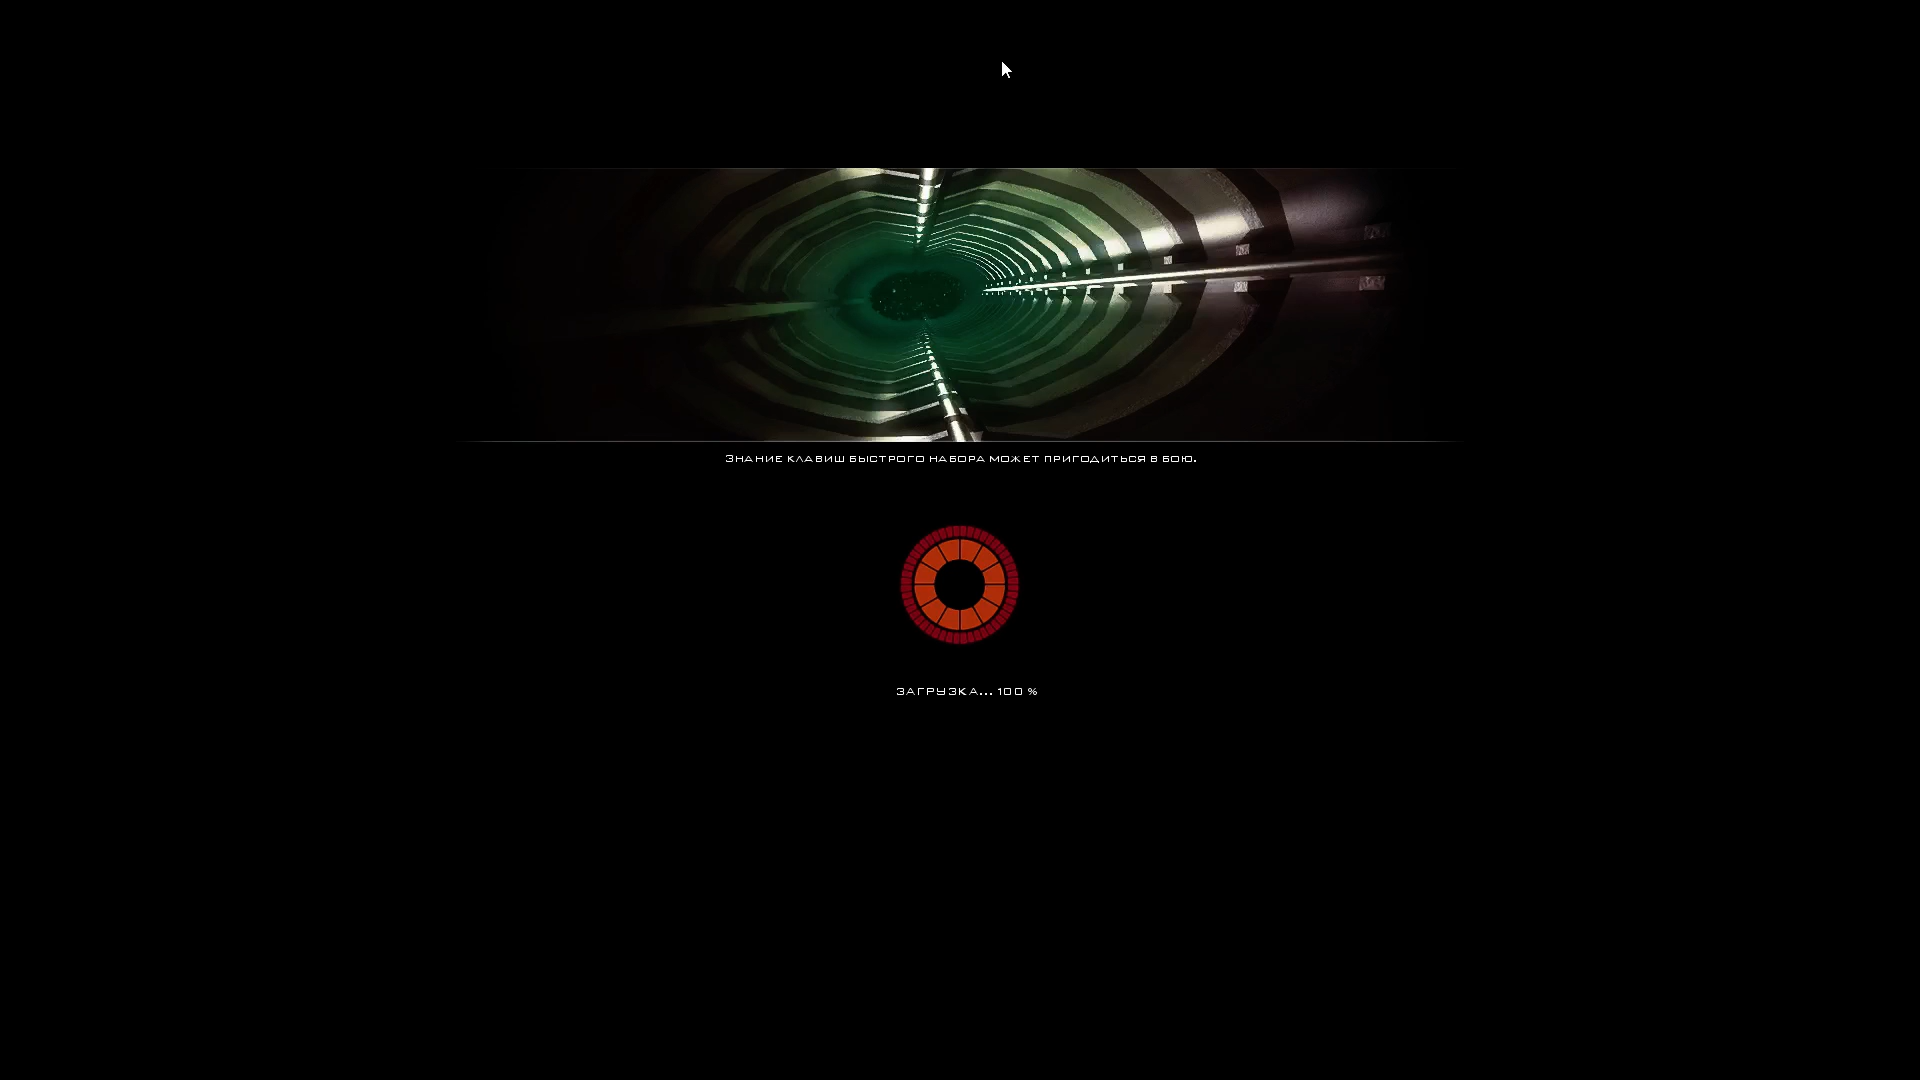 Знание клавиш быстрого набора может пригодиться в бою.
ЗАГРУЗКА... 100 %